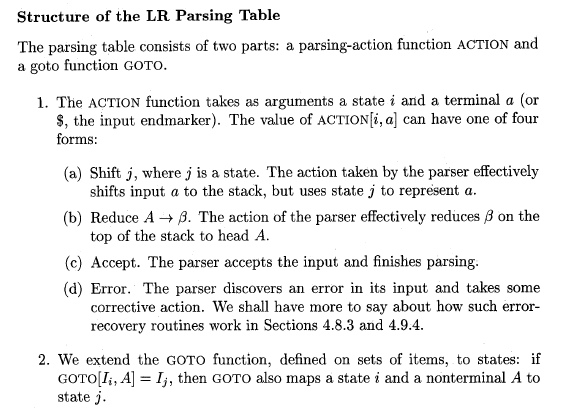 Structure of the LR Parsing Table
The parsing table consists of two parts: a parsing-action function ACTION and
a goto function GOTO.
1. The ACTION function takes as arguments a state i and a terminal a (or
$, the input endmarker). The value of ACTION[i, a] can have one of four
forms:
(a) Shift j, where j is a state. The action taken by the parser effectively
shifts input a to the stack, but uses state j to represent a.
(b) Reduce A → β. The action of the parser effectively reduces β on the
top of the stack to head A.
(c) Accept. The parser accepts the input and finishes parsing.
(d) Error. The parser discovers an error in its input and takes some
corrective action. We shall have more to say about how such error-
recovery routines work in Sections 4.8.3 and 4.9.4.
2. We extend the GOTO function, defined on sets of items, to states: if
GOTO[Iᵢ, A] = Iⱼ, then GOTO also maps a state i and a nonterminal A to
state j.